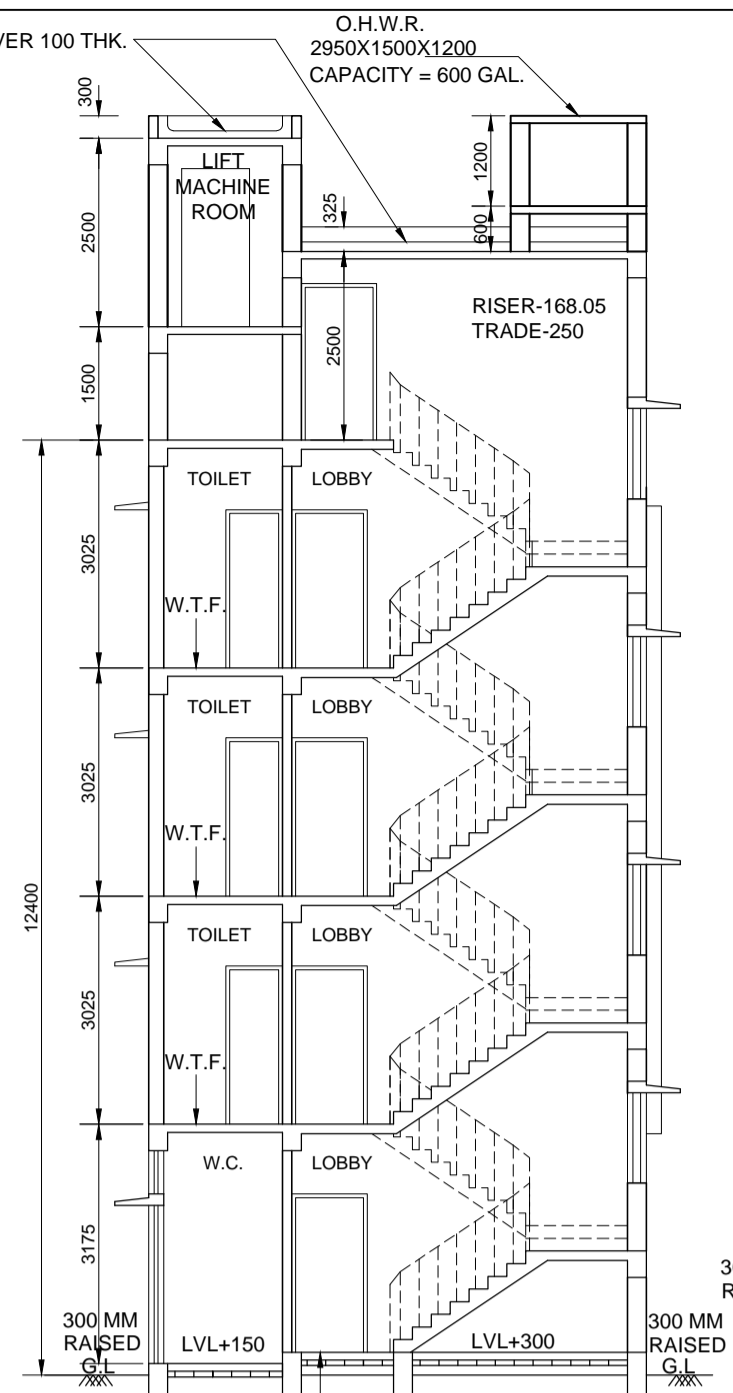 VER 100 THK.
O.H.W.R.
2950X1500X1200
CAPACITY = 600 GAL.
300
LIFT
MACHINE
ROOM
2500
325
1200
600
RISER-168.05
TRADE-250
2500
1500
TOILET
LOBBY
3025
W.T.F.
TOILET
LOBBY
3025
W.T.F.
12400
TOILET
LOBBY
3025
W.T.F.
W.C.
LOBBY
3175
300 MM
RAISED
G.L
LVL+150
LVL+300
300 MM
RAISED
G.L